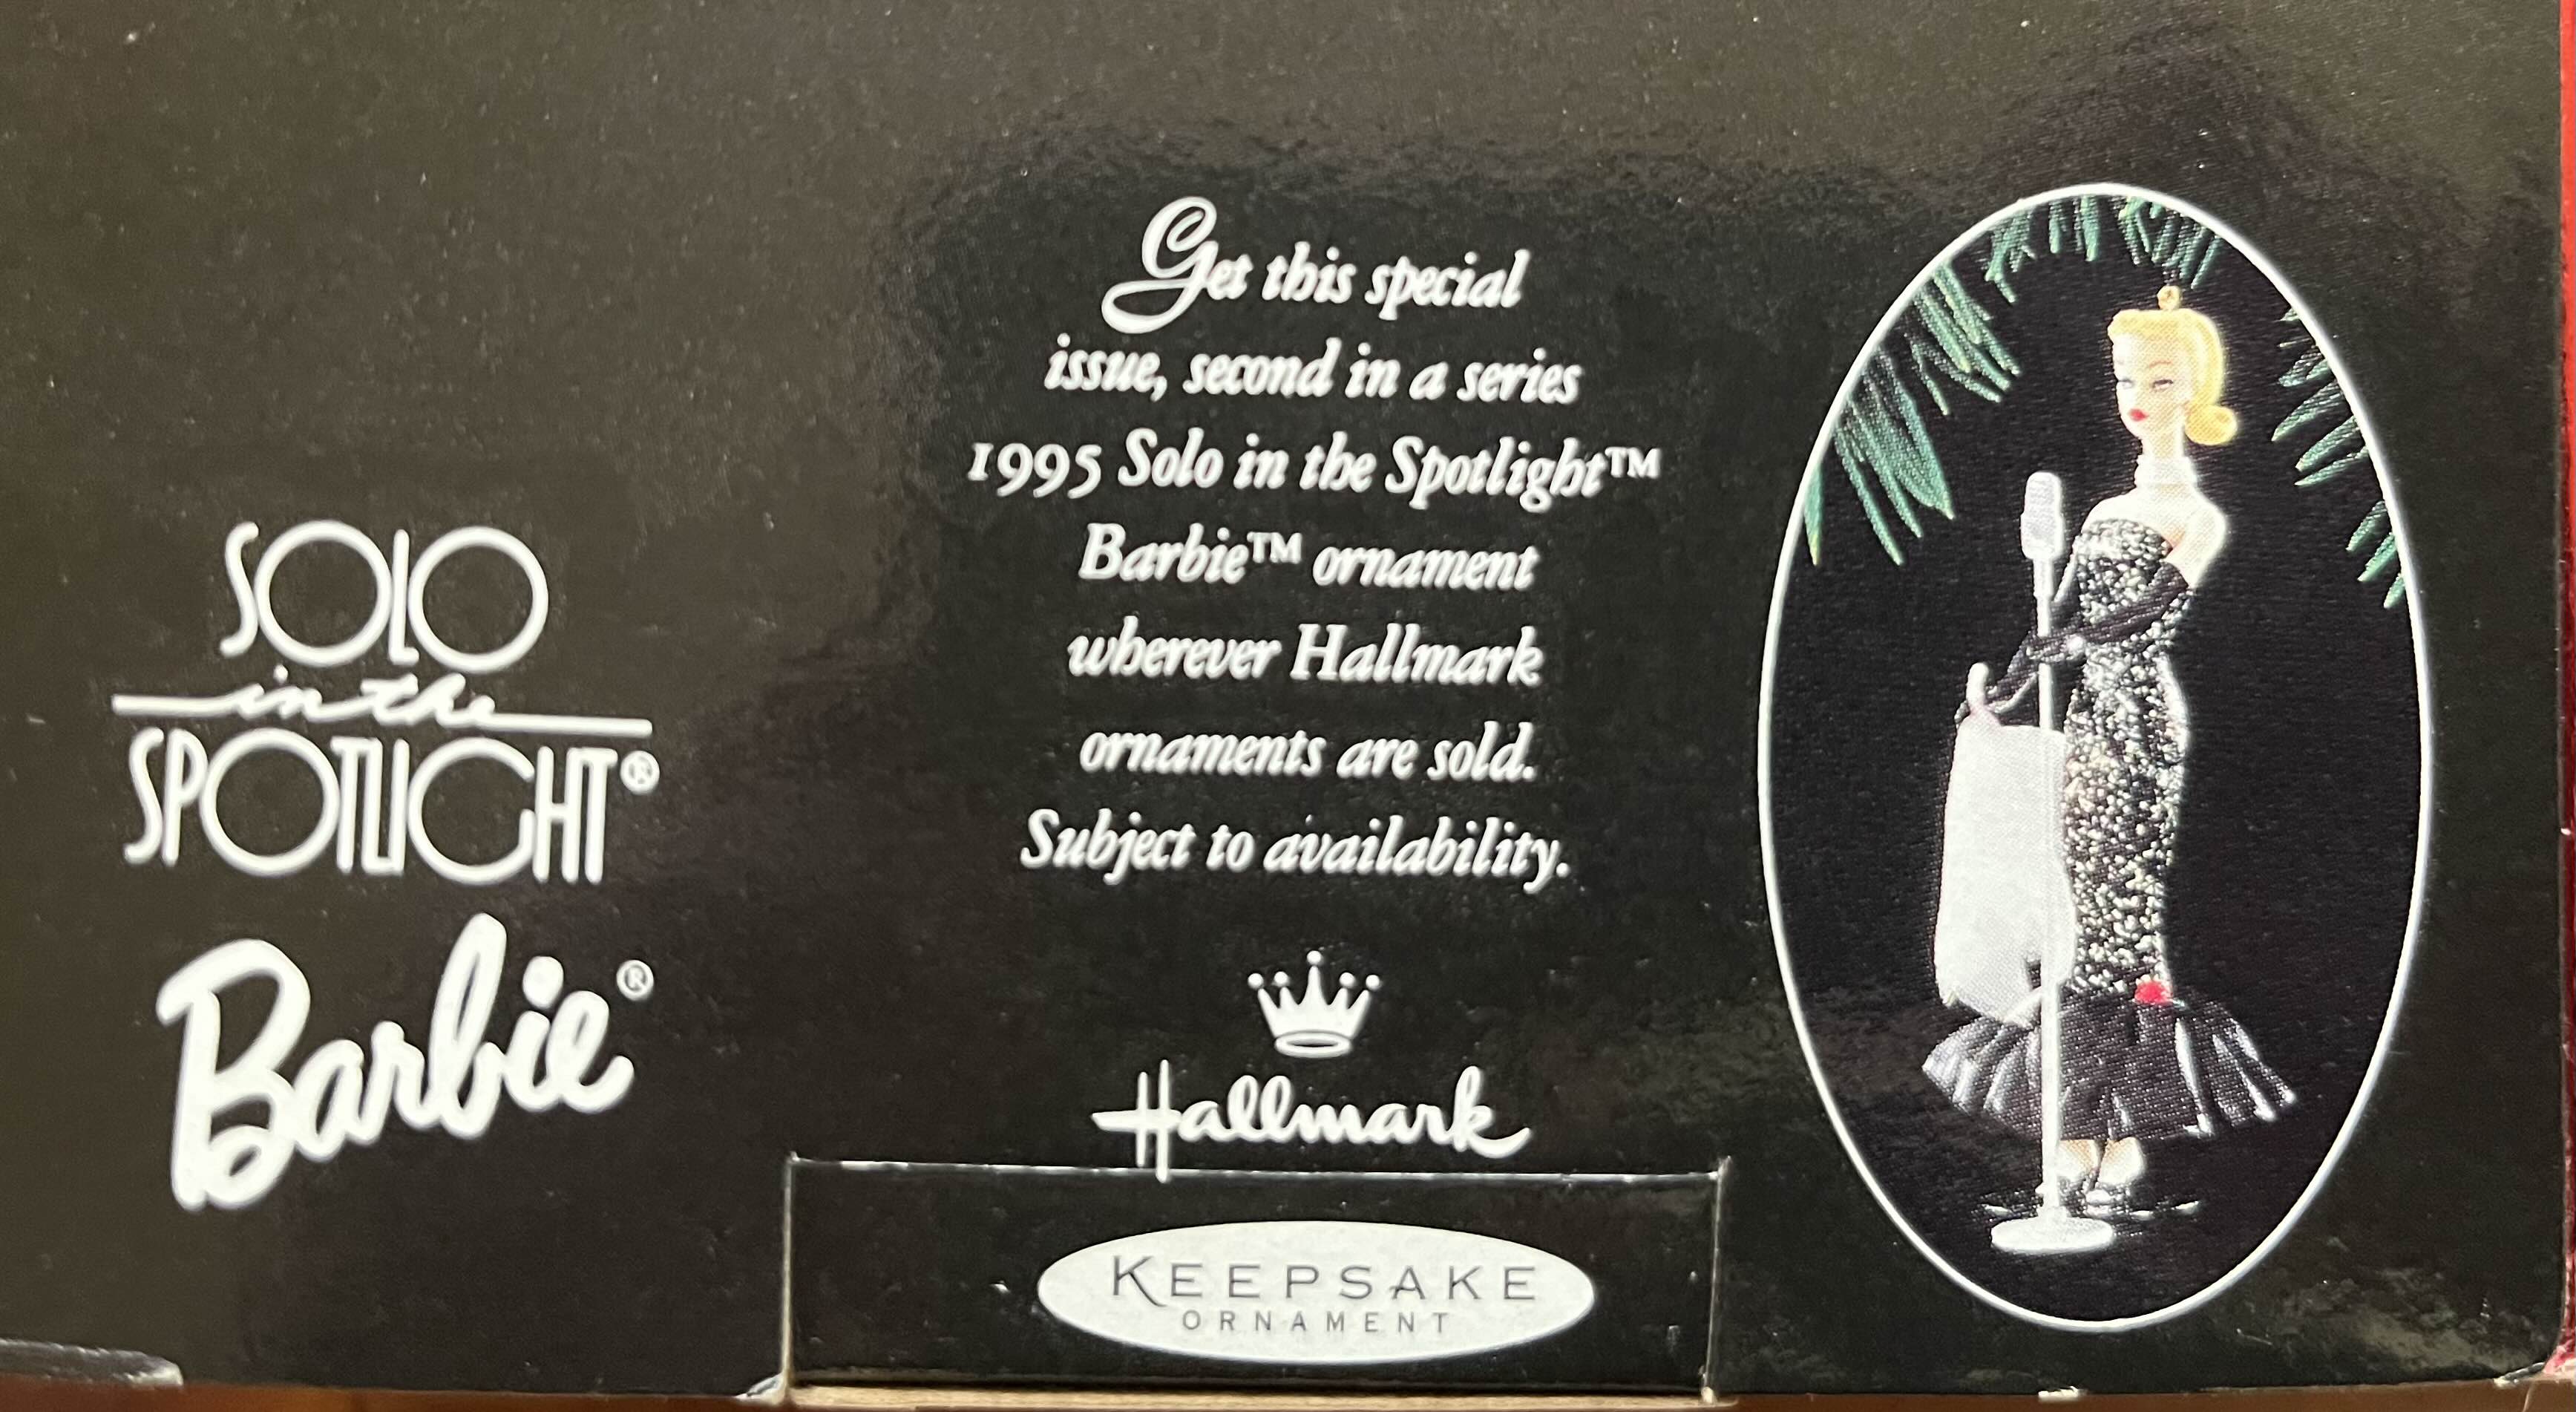 SOLO
in the
SPOTLIGHT®
Barbie®
Get this special
issue, second in a series
1995 Solo in the Spotlight™
Barbie™ ornament
wherever Hallmark
ornaments are sold.
Subject to availability.
Hallmark
KEEPSAKE
ORNAMENT